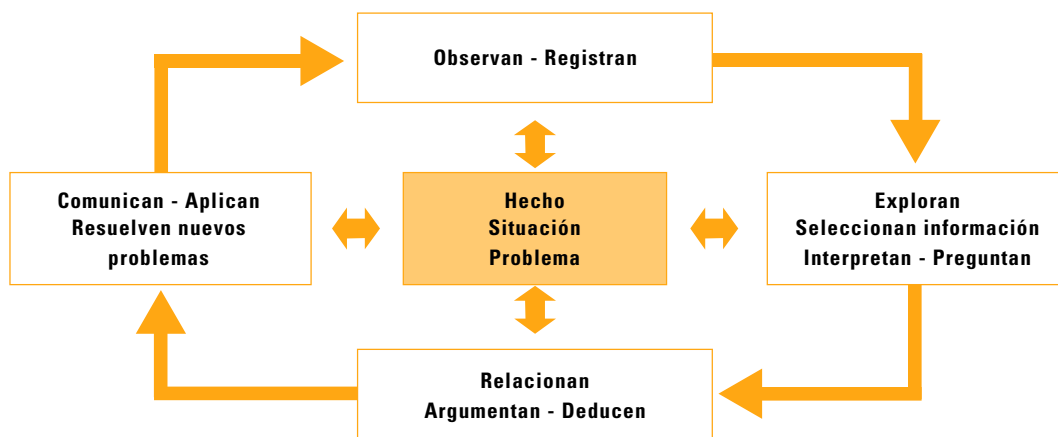 Observan - Registran
Comunican - Aplican
Resuelven nuevos
problemas
Hecho
Situación
Problema
Exploran
Seleccionan información
Interpretan - Preguntan
Relacionan
Argumentan - Deducen